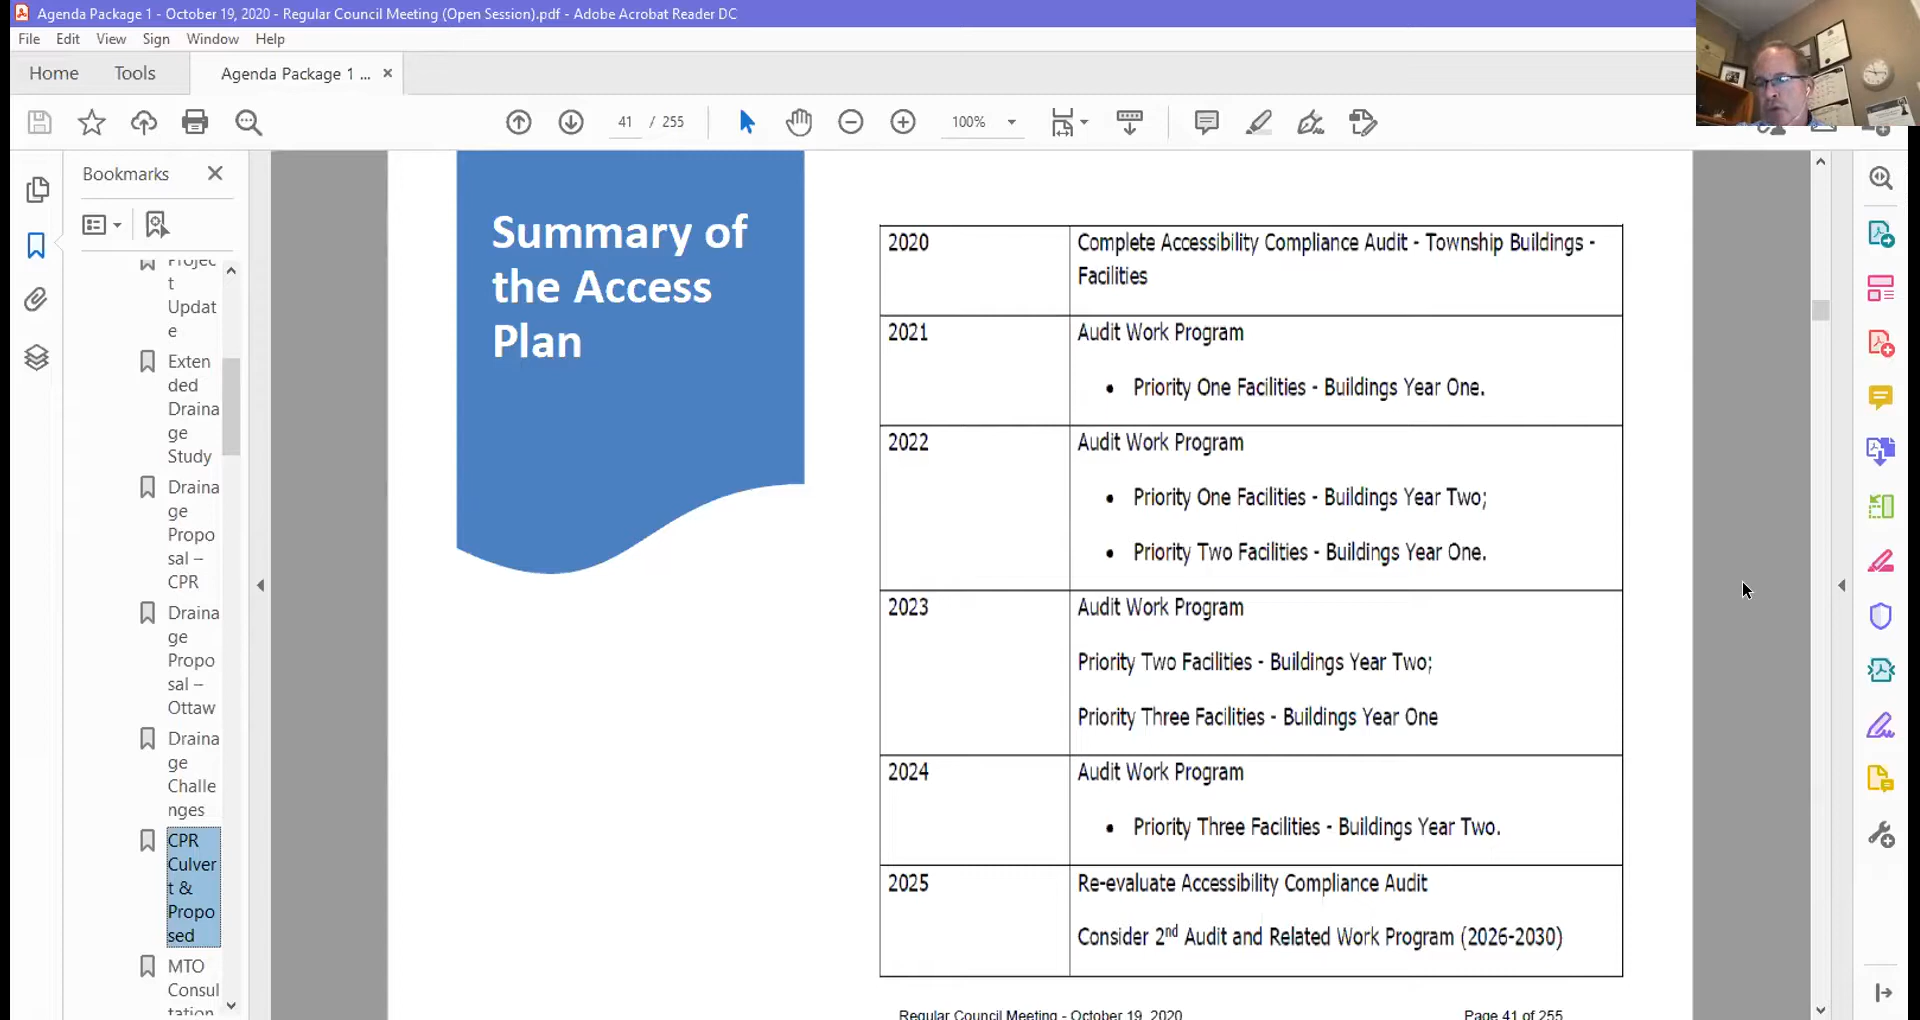 Agenda Package 1 - October 19, 2020 - Regular Council Meeting (Open Session).pdf - Adobe Acrobat Reader DC
File Edit View Sign Window Help
Home Tools Agenda Package 1 ... ×
41 / 255 100%
Bookmarks
Projec
t
Updat
e
Exten
ded
Draina
ge
Study
Draina
ge
Propo
sal –
CPR
Draina
ge
Propo
sal –
Ottaw
Draina
ge
Challe
nges
CPR
Culver
t &
Propo
sed
MTO
Consul
tation
Summary of
the Access
Plan
2020 Complete Accessibility Compliance Audit - Township Buildings -
Facilities
2021 Audit Work Program
• Priority One Facilities - Buildings Year One.
2022 Audit Work Program
• Priority One Facilities - Buildings Year Two;
• Priority Two Facilities - Buildings Year One.
2023 Audit Work Program
Priority Two Facilities - Buildings Year Two;
Priority Three Facilities - Buildings Year One
2024 Audit Work Program
• Priority Three Facilities - Buildings Year Two.
2025 Re-evaluate Accessibility Compliance Audit
Consider 2nd Audit and Related Work Program (2026-2030)
Regular Council Meeting - October 19, 2020 Page 41 of 255